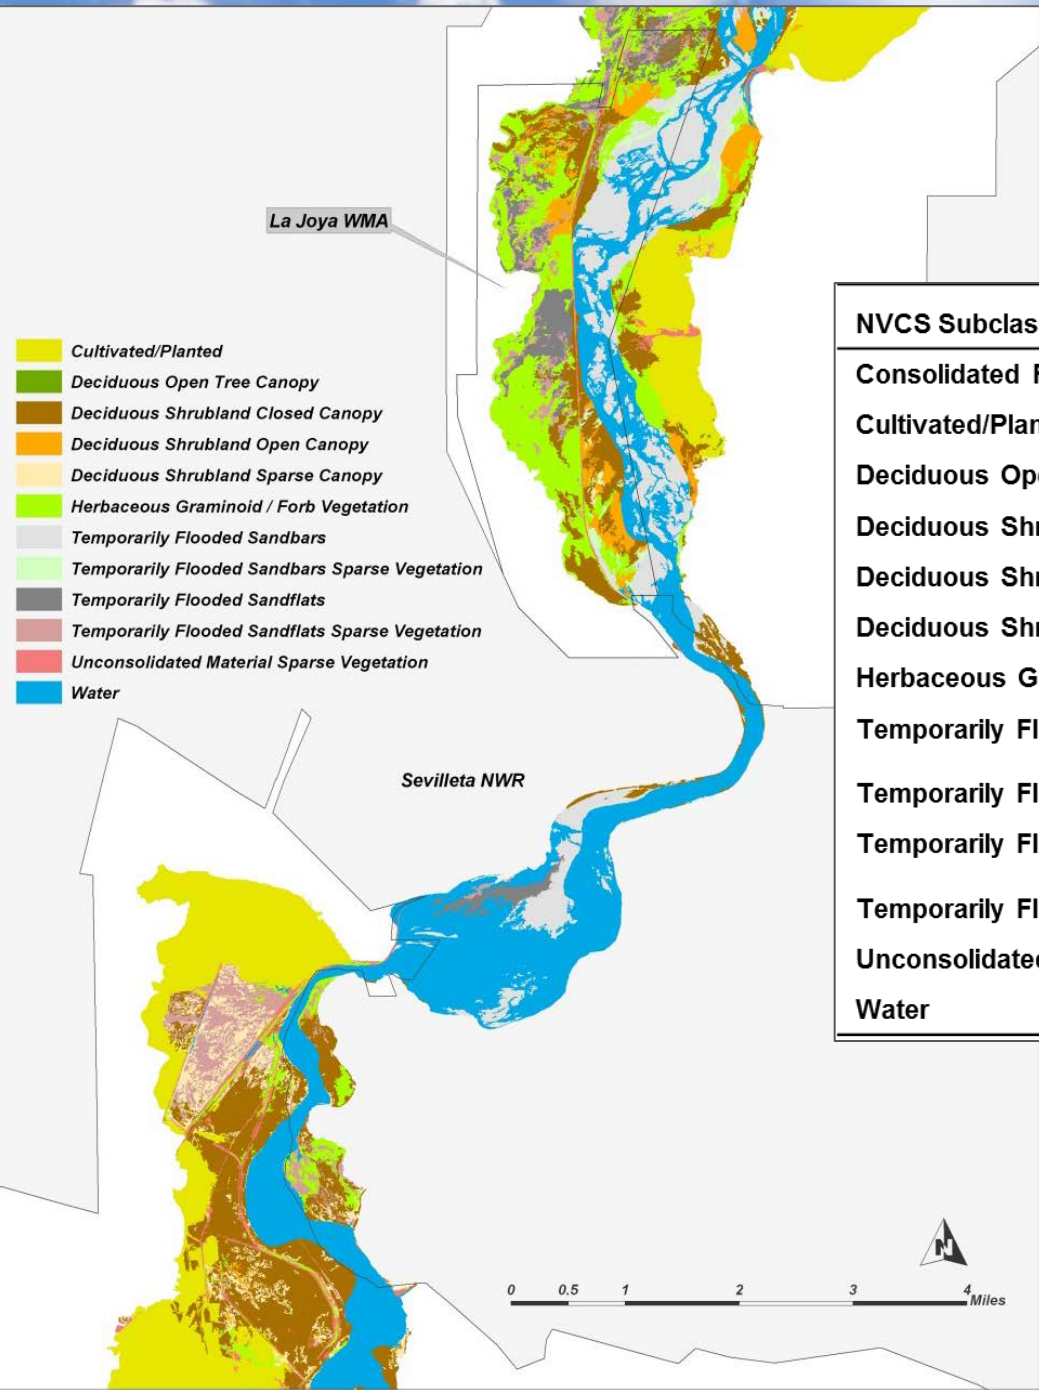 La Joya WMA
Cultivated/Planted
Deciduous Open Tree Canopy
Deciduous Shrubland Closed Canopy
Deciduous Shrubland Open Canopy
Deciduous Shrubland Sparse Canopy
Herbaceous Graminoid / Forb Vegetation
Temporarily Flooded Sandbars
Temporarily Flooded Sandbars Sparse Vegetation
Temporarily Flooded Sandflats
Temporarily Flooded Sandflats Sparse Vegetation
Unconsolidated Material Sparse Vegetation
Water
Sevilleta NWR
NVCS Subclas
Consolidated
Cultivated/Plan
Deciduous Ope
Deciduous Shr
Deciduous Shr
Deciduous Shr
Herbaceous G
Temporarily Fl
Temporarily Fl
Temporarily Fl
Temporarily Fl
Unconsolidated
Water
N
0 0.5 1 2 3 4
Miles